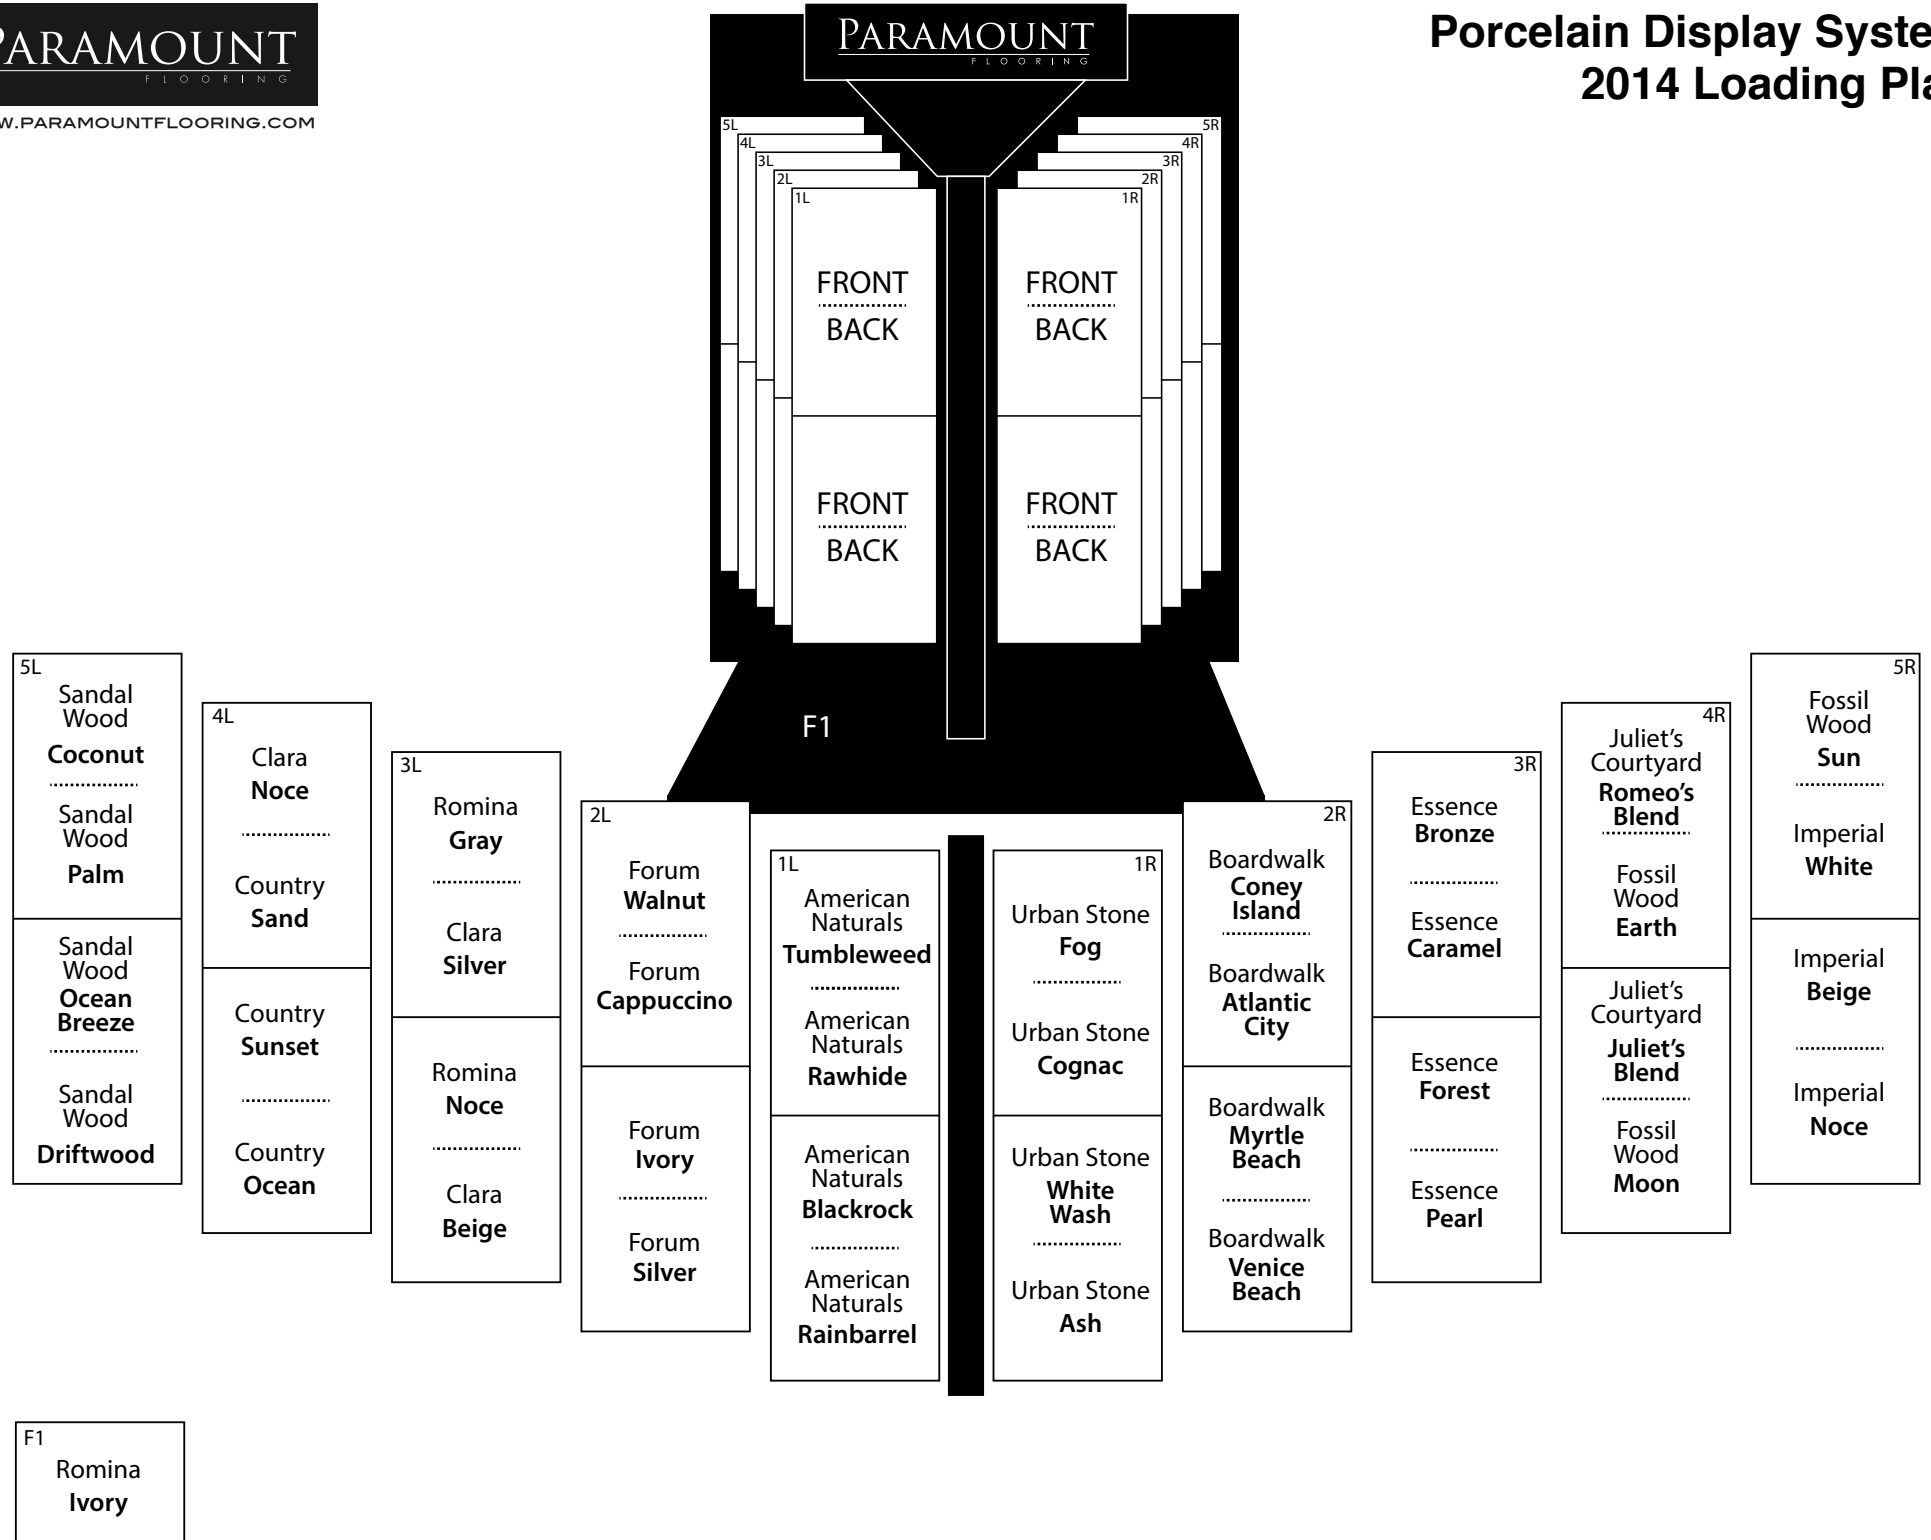 PARAMOUNT
FLOORING
W.PARAMOUNTFLOORING.COM
PARAMOUNT
FLOORING
Porcelain Display Syste
2014 Loading Pla
5L
4L
3L
2L
1L
5R
4R
3R
2R
1R
FRONT
BACK
FRONT
BACK
FRONT
BACK
FRONT
BACK
F1
5L
Sandal
Wood
Coconut
Sandal
Wood
Palm
Sandal
Wood
Ocean
Breeze
Sandal
Wood
Driftwood
4L
Clara
Noce
Country
Sand
Country
Sunset
Country
Ocean
3L
Romina
Gray
Clara
Silver
Romina
Noce
Clara
Beige
2L
Forum
Walnut
Forum
Cappuccino
Forum
Ivory
Forum
Silver
1L
American
Naturals
Tumbleweed
American
Naturals
Rawhide
American
Naturals
Blackrock
American
Naturals
Rainbarrel
1R
Urban Stone
Fog
Urban Stone
Cognac
Urban Stone
White
Wash
Urban Stone
Ash
2R
Boardwalk
Coney
Island
Boardwalk
Atlantic
City
Boardwalk
Myrtle
Beach
Boardwalk
Venice
Beach
3R
Essence
Bronze
Essence
Caramel
Essence
Forest
Essence
Pearl
4R
Juliet’s
Courtyard
Romeo’s
Blend
Fossil
Wood
Earth
Juliet’s
Courtyard
Juliet’s
Blend
Fossil
Wood
Moon
5R
Fossil
Wood
Sun
Imperial
White
Imperial
Beige
Imperial
Noce
F1
Romina
Ivory